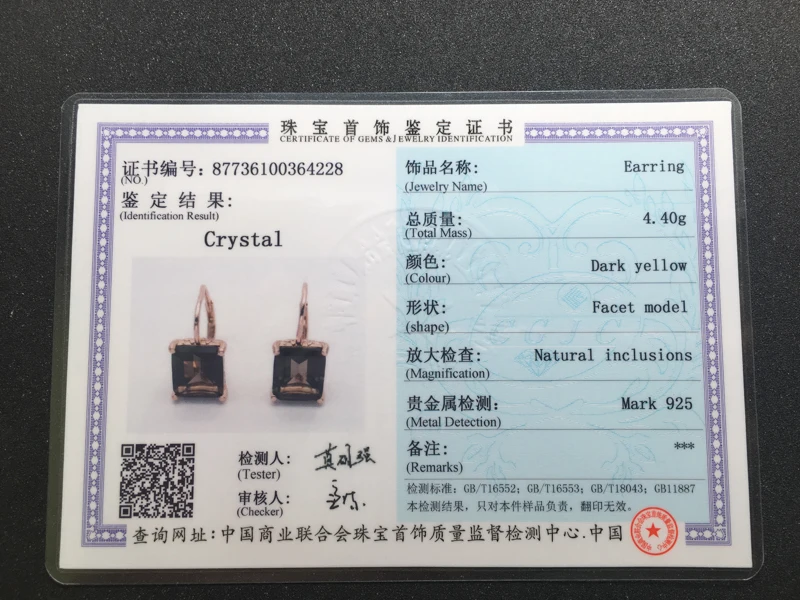 珠宝首饰鉴定证书
CERTIFICATE OF GEMS &JEWELRY IDENTIFICATION
证书编号: 87736100364228
(NO.)
鉴定结果:
(Identification Result)
Crystal
检测人:
(Tester)
审核人:
(Checker)
饰品名称: Earring
(Jewelry Name)
总质量: 4.40g
(Total Mass)
颜色: Dark yellow
(Colour)
形状: Facet model
(shape)
放大检查: Natural inclusions
(Magnification)
贵金属检测: Mark 925
(Metal Detection)
备注: ***
(Remarks)
检测标准: GB/T16552; GB/T16553; GB/T18043; GB11887
本检测结果, 只对本件样品负责, 翻印无效。
查询网址: 中国商业联合会珠宝首饰质量监督检测中心.中国